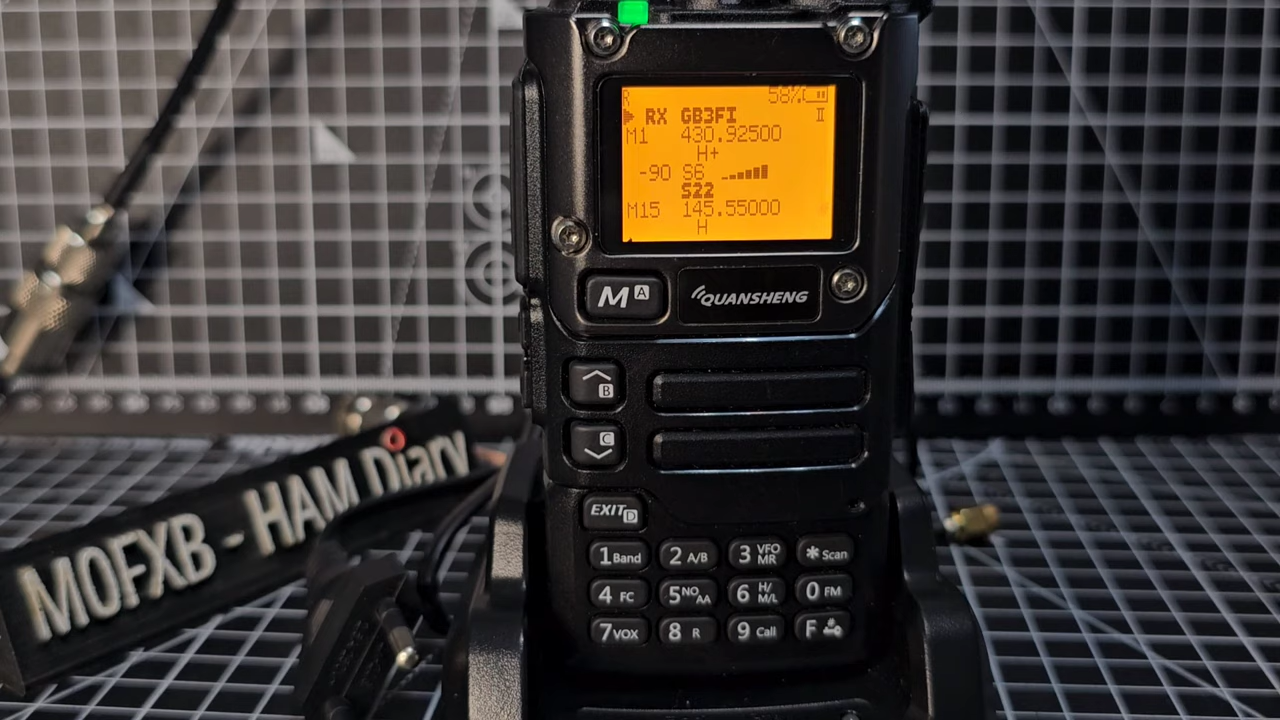 R 58%
RX GB3FI II
M1 430.92500
H+
-90 S6
S22
M15 145.55000
H
M A QUANSHENG
B
C
EXIT D
1 Band 2 A/B 3 VFO MR * Scan
4 FC 5 NO AA 6 H/M/L 0 FM
7 VOX 8 R 9 Call F
M0FXB - HAM Diary